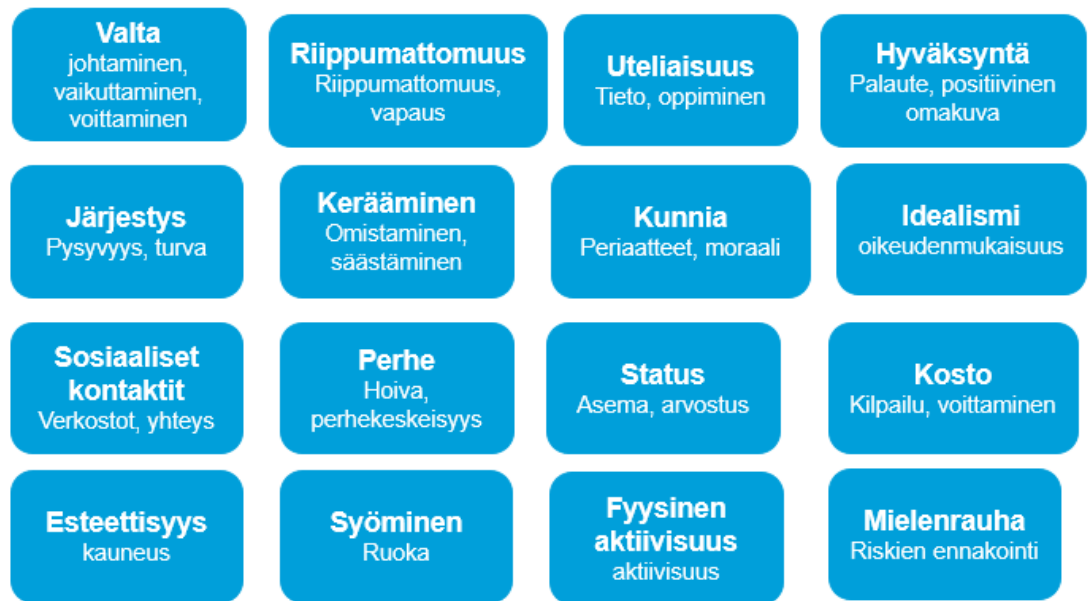 Valta
johtaminen,
vaikuttaminen,
voittaminen
Riippumattomuus
Riippumattomuus,
vapaus
Uteliaisuus
Tieto, oppiminen
Hyväksyntä
Palaute, positiivinen
omakuva
Järjestys
Pysyvyys, turva
Kerääminen
Omistaminen,
säästäminen
Kunnia
Periaatteet, moraali
Idealismi
oikeudenmukaisuus
Sosiaaliset
kontaktit
Verkostot, yhteys
Perhe
Hoiva,
perhekeskeisyys
Status
Asema, arvostus
Kosto
Kilpailu, voittaminen
Esteettisyys
kauneus
Syöminen
Ruoka
Fyysinen
aktiivisuus
aktiivisuus
Mielenrauha
Riskien ennakointi